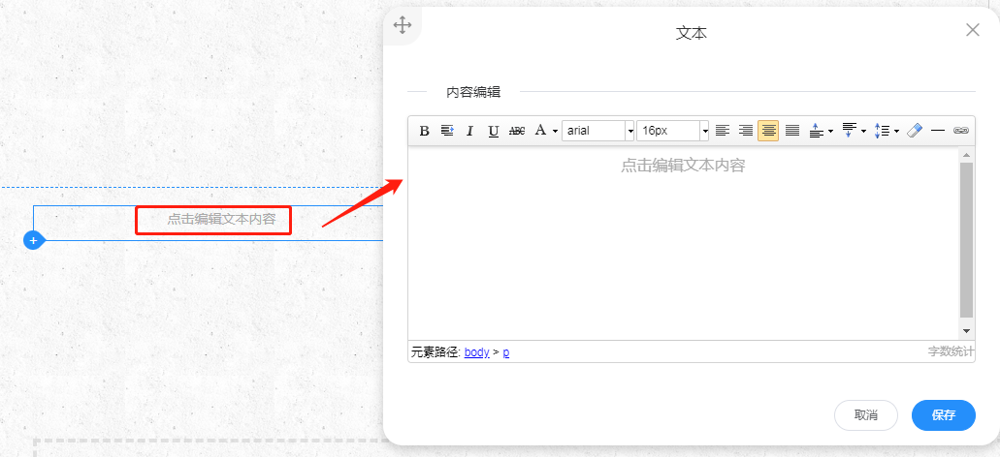 文本
内容编辑
B I U ABC A arial 16px
点击编辑文本内容
点击编辑文本内容
元素路径: body > p
字数统计
取消
保存